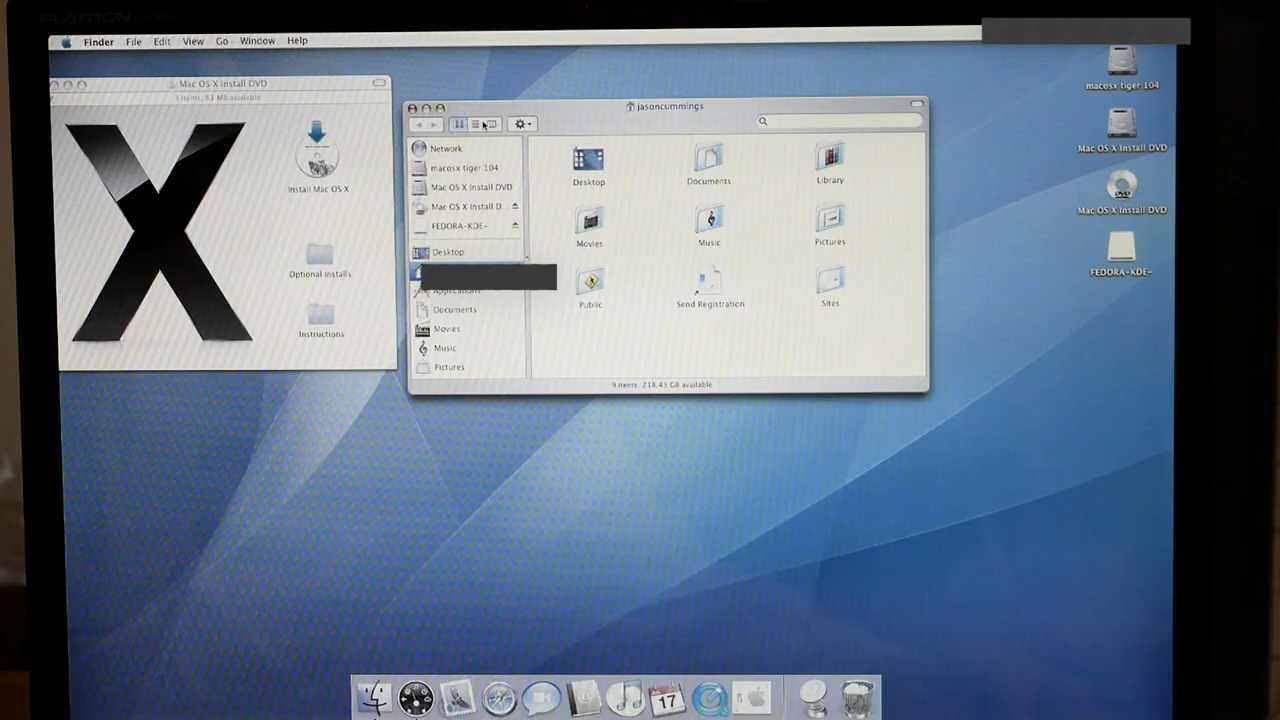 FLATRON
Finder File Edit View Go Window Help
Mac OS X Install DVD
3 items, 8.1 MB available
Install Mac OS X
Optional Installs
Instructions
jasoncummings
Network
macosx tiger 104
Mac OS X Install DVD
Mac OS X Install D...
FEDORA-KDE-
Desktop
Applications
Documents
Movies
Music
Pictures
Desktop
Documents
Library
Movies
Music
Pictures
Public
Send Registration
Sites
9 items, 218.43 GB available
macosx tiger 104
Mac OS X Install DVD
Mac OS X Install DVD
DVD
FEDORA-KDE-
17